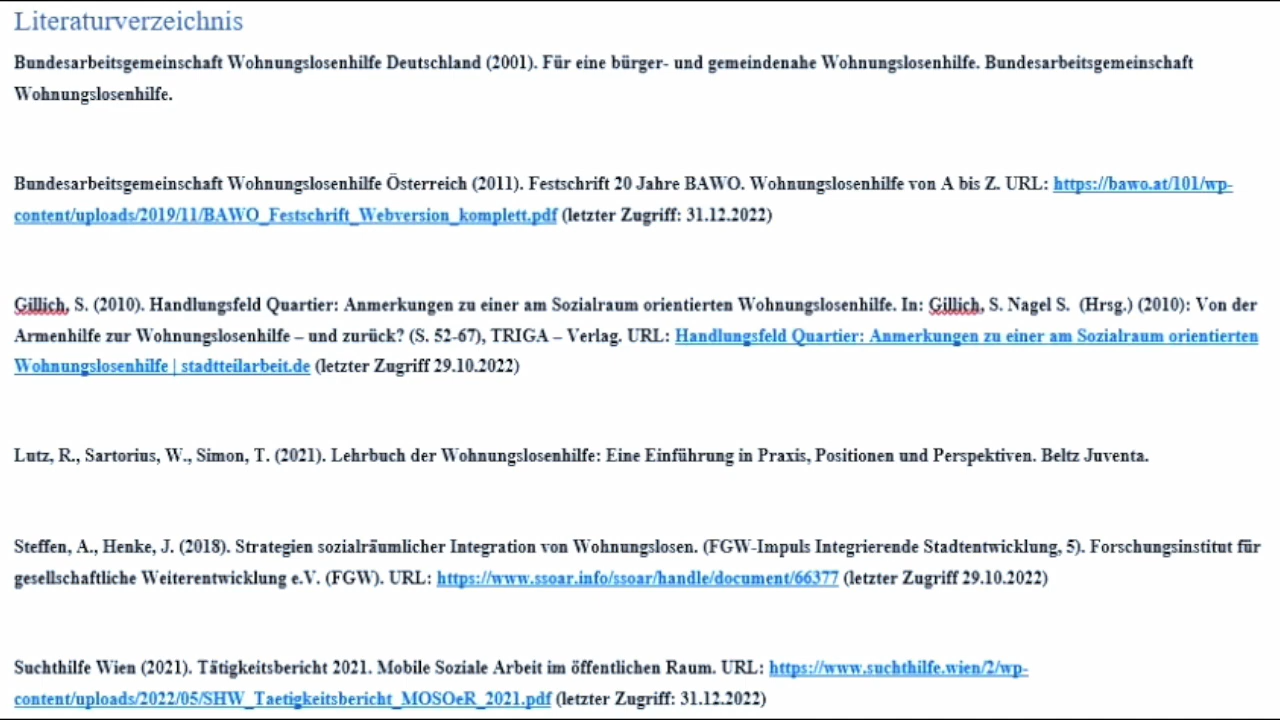 Literaturverzeichnis
Bundesarbeitsgemeinschaft Wohnungslosenhilfe Deutschland (2001). Für eine bürger- und gemeindenahe Wohnungslosenhilfe. Bundesarbeitsgemeinschaft
Wohnungslosenhilfe.
Bundesarbeitsgemeinschaft Wohnungslosenhilfe Österreich (2011). Festschrift 20 Jahre BAWO. Wohnungslosenhilfe von A bis Z. URL: https://bawo.at/101/wp-
content/uploads/2019/11/BAWO_Festschrift_Webversion_komplett.pdf (letzter Zugriff: 31.12.2022)
Gillich, S. (2010). Handlungsfeld Quartier: Anmerkungen zu einer am Sozialraum orientierten Wohnungslosenhilfe. In: Gillich, S. Nagel S. (Hrsg.) (2010): Von der
Armenhilfe zur Wohnungslosenhilfe – und zurück? (S. 52-67), TRIGA – Verlag. URL: Handlungsfeld Quartier: Anmerkungen zu einer am Sozialraum orientierten
Wohnungslosenhilfe | stadtteilarbeit.de (letzter Zugriff 29.10.2022)
Lutz, R., Sartorius, W., Simon, T. (2021). Lehrbuch der Wohnungslosenhilfe: Eine Einführung in Praxis, Positionen und Perspektiven. Beltz Juventa.
Steffen, A., Henke, J. (2018). Strategien sozialräumlicher Integration von Wohnungslosen. (FGW-Impuls Integrierende Stadtentwicklung, 5). Forschungsinstitut für
gesellschaftliche Weiterentwicklung e.V. (FGW). URL: https://www.ssoar.info/ssoar/handle/document/66377 (letzter Zugriff 29.10.2022)
Suchthilfe Wien (2021). Tätigkeitsbericht 2021. Mobile Soziale Arbeit im öffentlichen Raum. URL: https://www.suchthilfe.wien/2/wp-
content/uploads/2022/05/SHW_Taetigkeitsbericht_MOSOeR_2021.pdf (letzter Zugriff: 31.12.2022)